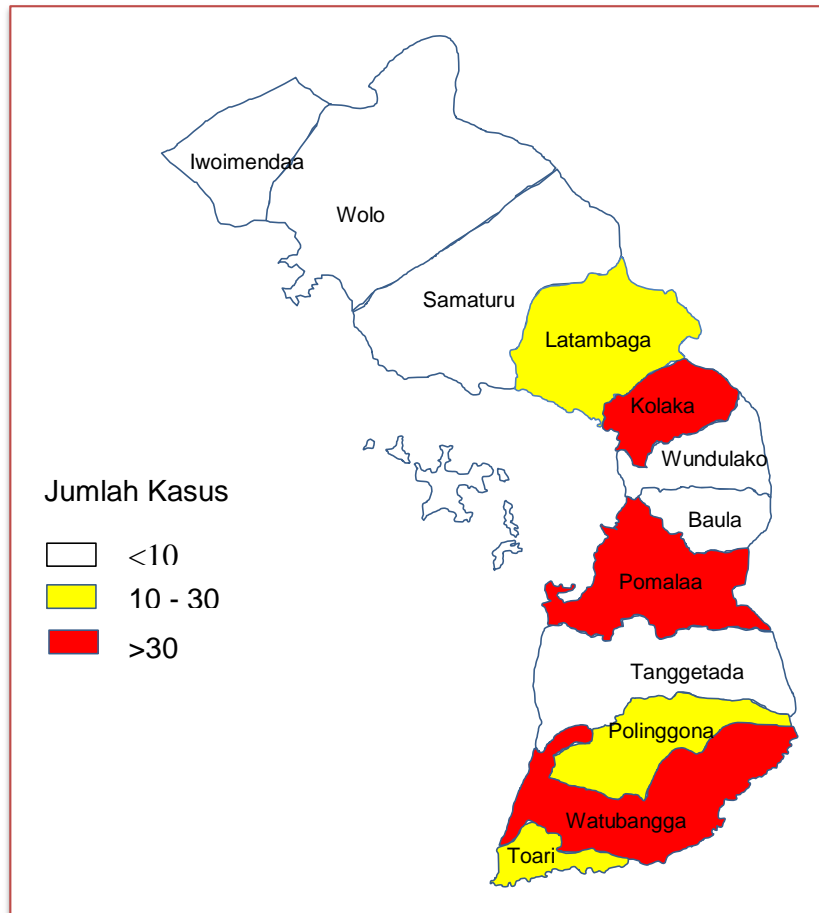 Iwoimendaa
Wolo
Samaturu
Latambaga
Kolaka
Wundulako
Baula
Pomalaa
Tanggetada
Polinggona
Watubangga
Toari
Jumlah Kasus
<10
10 - 30
>30